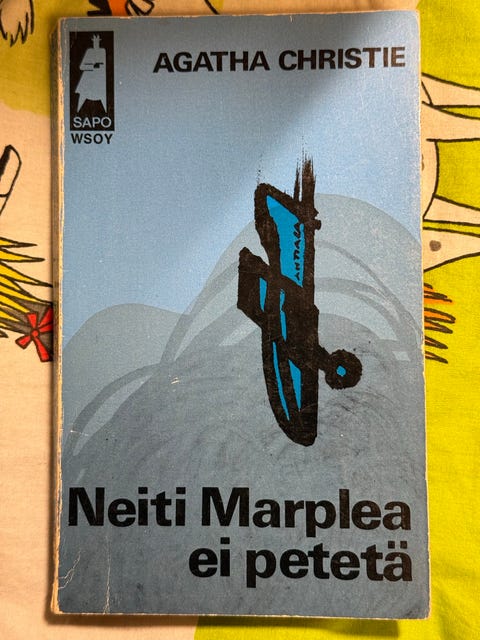 AGATHA CHRISTIE
SAPO
WSOY
Neiti Marplea
ei petetä